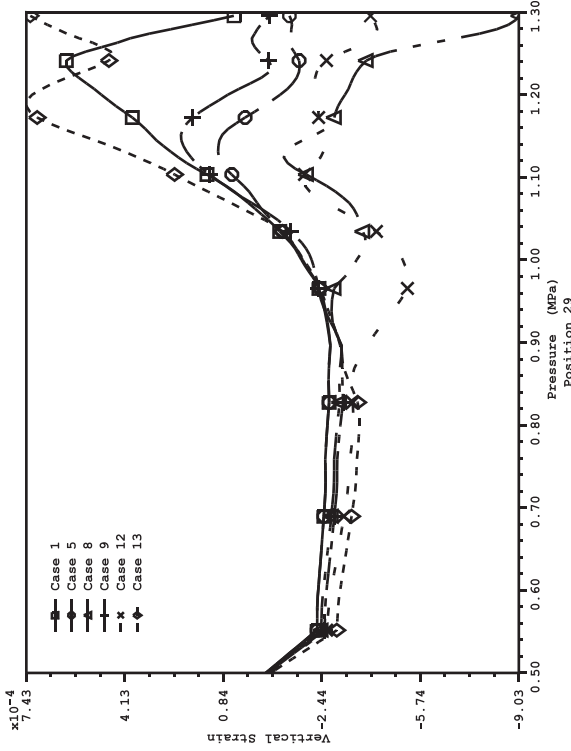 ×10⁻⁴
7.43
4.13
0.84
-2.44
-5.74
-9.03
Vertical Strain
Case 1
Case 5
Case 8
Case 9
Case 12
Case 13
0.50
0.60
0.70
0.80
0.90
1.00
1.10
1.20
1.30
Pressure (MPa)
Position 29